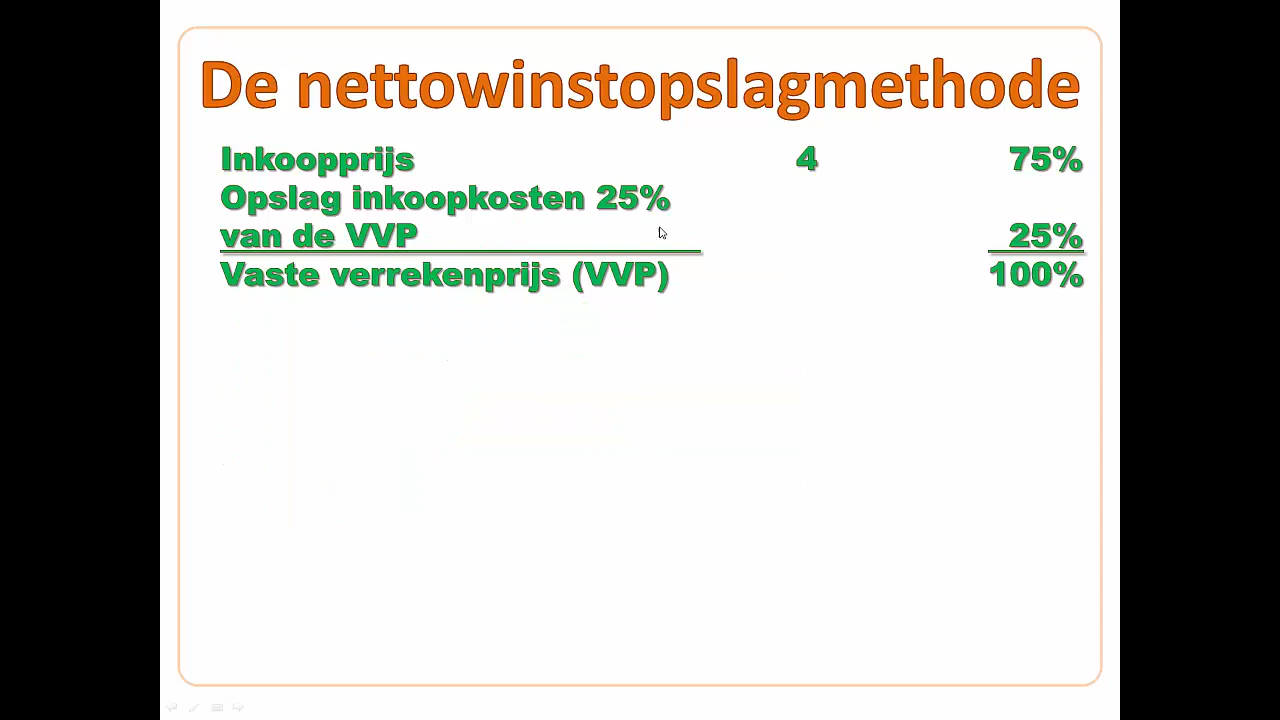 De nettowinstopslagmethode
Inkoopprijs 4 75%
Opslag inkoopkosten 25%
van de VVP 25%
Vaste verrekenprijs (VVP) 100%